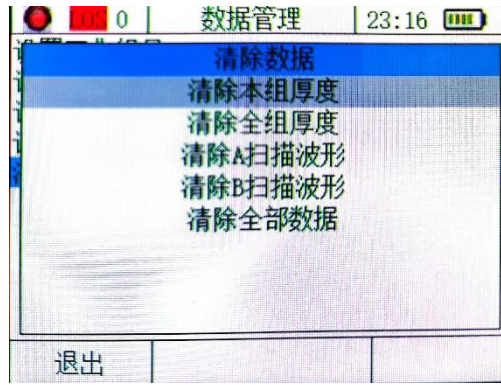 LOS 0 数据管理 23:16
清除数据
清除本组厚度
清除全组厚度
清除A扫描波形
清除B扫描波形
清除全部数据
退出